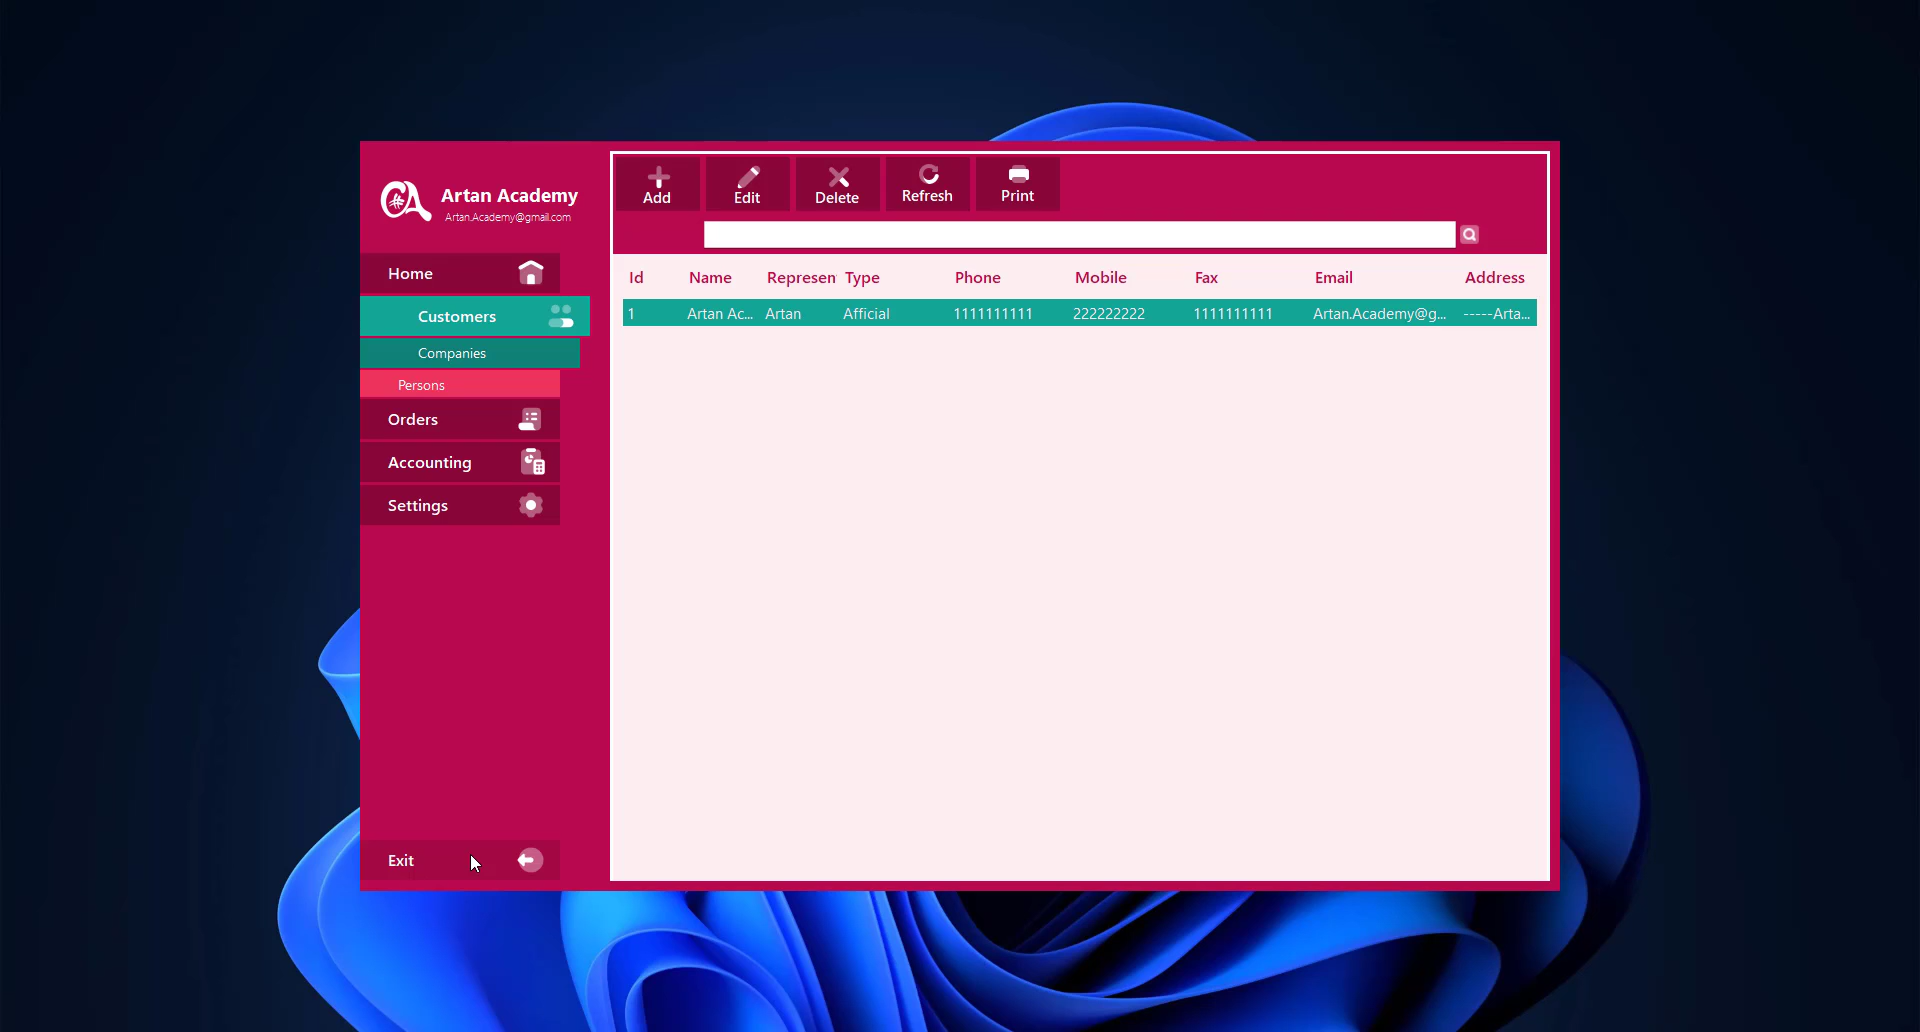 Artan Academy
Artan.Academy@gmail.com
Home
Customers
Companies
Persons
Orders
Accounting
Settings
Exit
Add Edit Delete Refresh Print
Id Name Represen Type Phone Mobile Fax Email Address
1 Artan Ac... Artan Afficial 1111111111 222222222 1111111111 Artan.Academy@g... -----Arta...